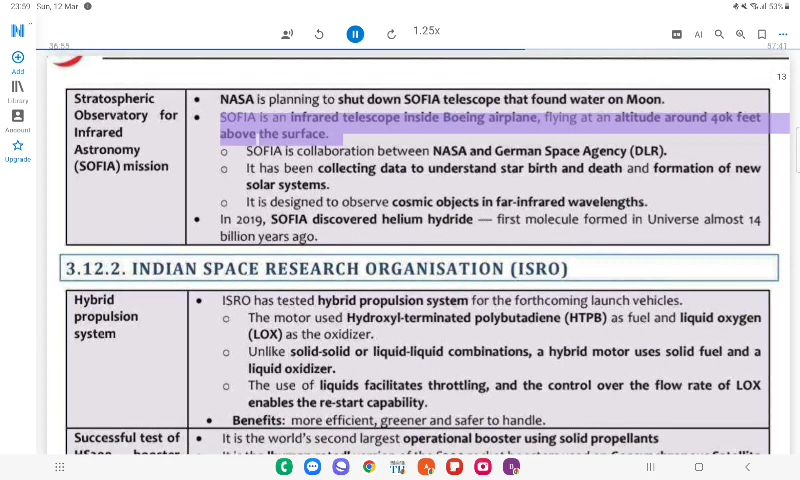 23:59 Sun, 12 Mar
53%
N
1.25x
AI
36:55
57:41
Add
Library
Account
Upgrade
13
Stratospheric
Observatory for
Infrared
Astronomy
(SOFIA) mission
• NASA is planning to shut down SOFIA telescope that found water on Moon.
• SOFIA is an infrared telescope inside Boeing airplane, flying at an altitude around 40k feet
above the surface.
o SOFIA is collaboration between NASA and German Space Agency (DLR).
o It has been collecting data to understand star birth and death and formation of new
solar systems.
o It is designed to observe cosmic objects in far-infrared wavelengths.
• In 2019, SOFIA discovered helium hydride — first molecule formed in Universe almost 14
billion years ago.
3.12.2. INDIAN SPACE RESEARCH ORGANISATION (ISRO)
Hybrid
propulsion
system
• ISRO has tested hybrid propulsion system for the forthcoming launch vehicles.
o The motor used Hydroxyl-terminated polybutadiene (HTPB) as fuel and liquid oxygen
(LOX) as the oxidizer.
o Unlike solid-solid or liquid-liquid combinations, a hybrid motor uses solid fuel and a
liquid oxidizer.
o The use of liquids facilitates throttling, and the control over the flow rate of LOX
enables the re-start capability.
• Benefits: more efficient, greener and safer to handle.
Successful test of
• It is the world's second largest operational booster using solid propellants